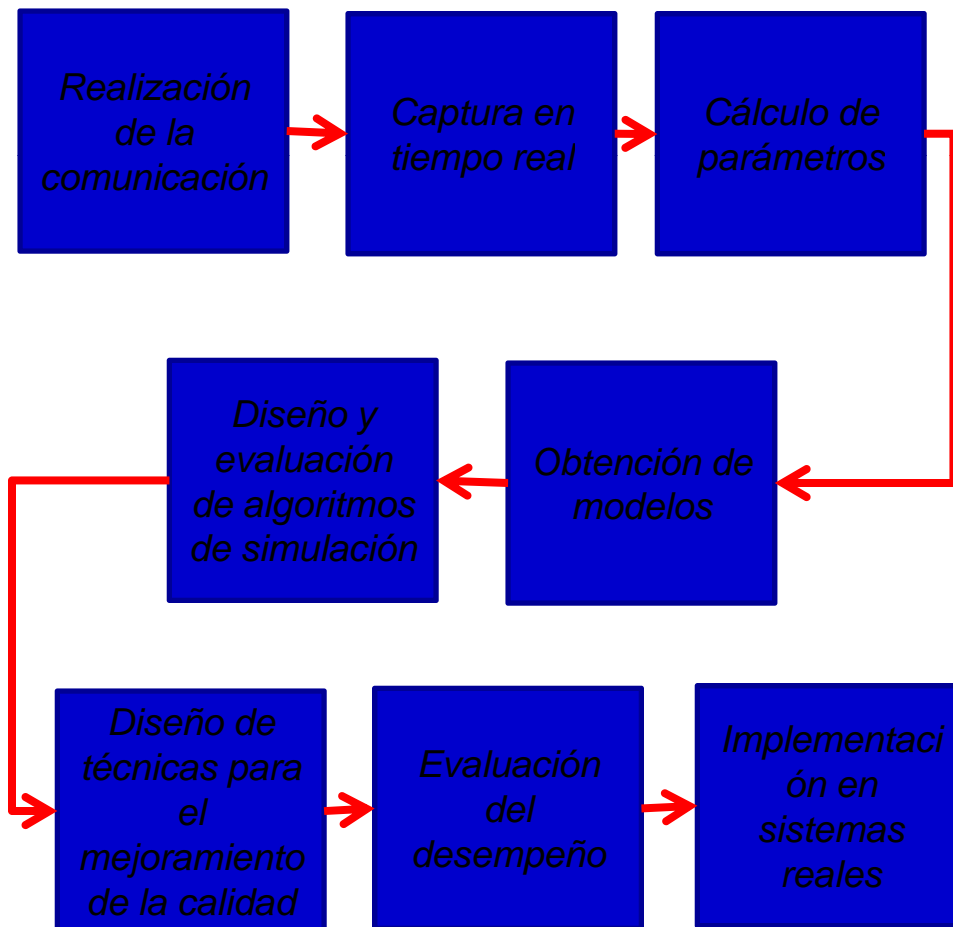 Realización
de la
comunicación
Captura en
tiempo real
Cálculo de
parámetros
Obtención de
modelos
Diseño y
evaluación
de algoritmos
de simulación
Diseño de
técnicas para
el
mejoramiento
de la calidad
Evaluación
del
desempeño
Implementaci
ón en
sistemas
reales